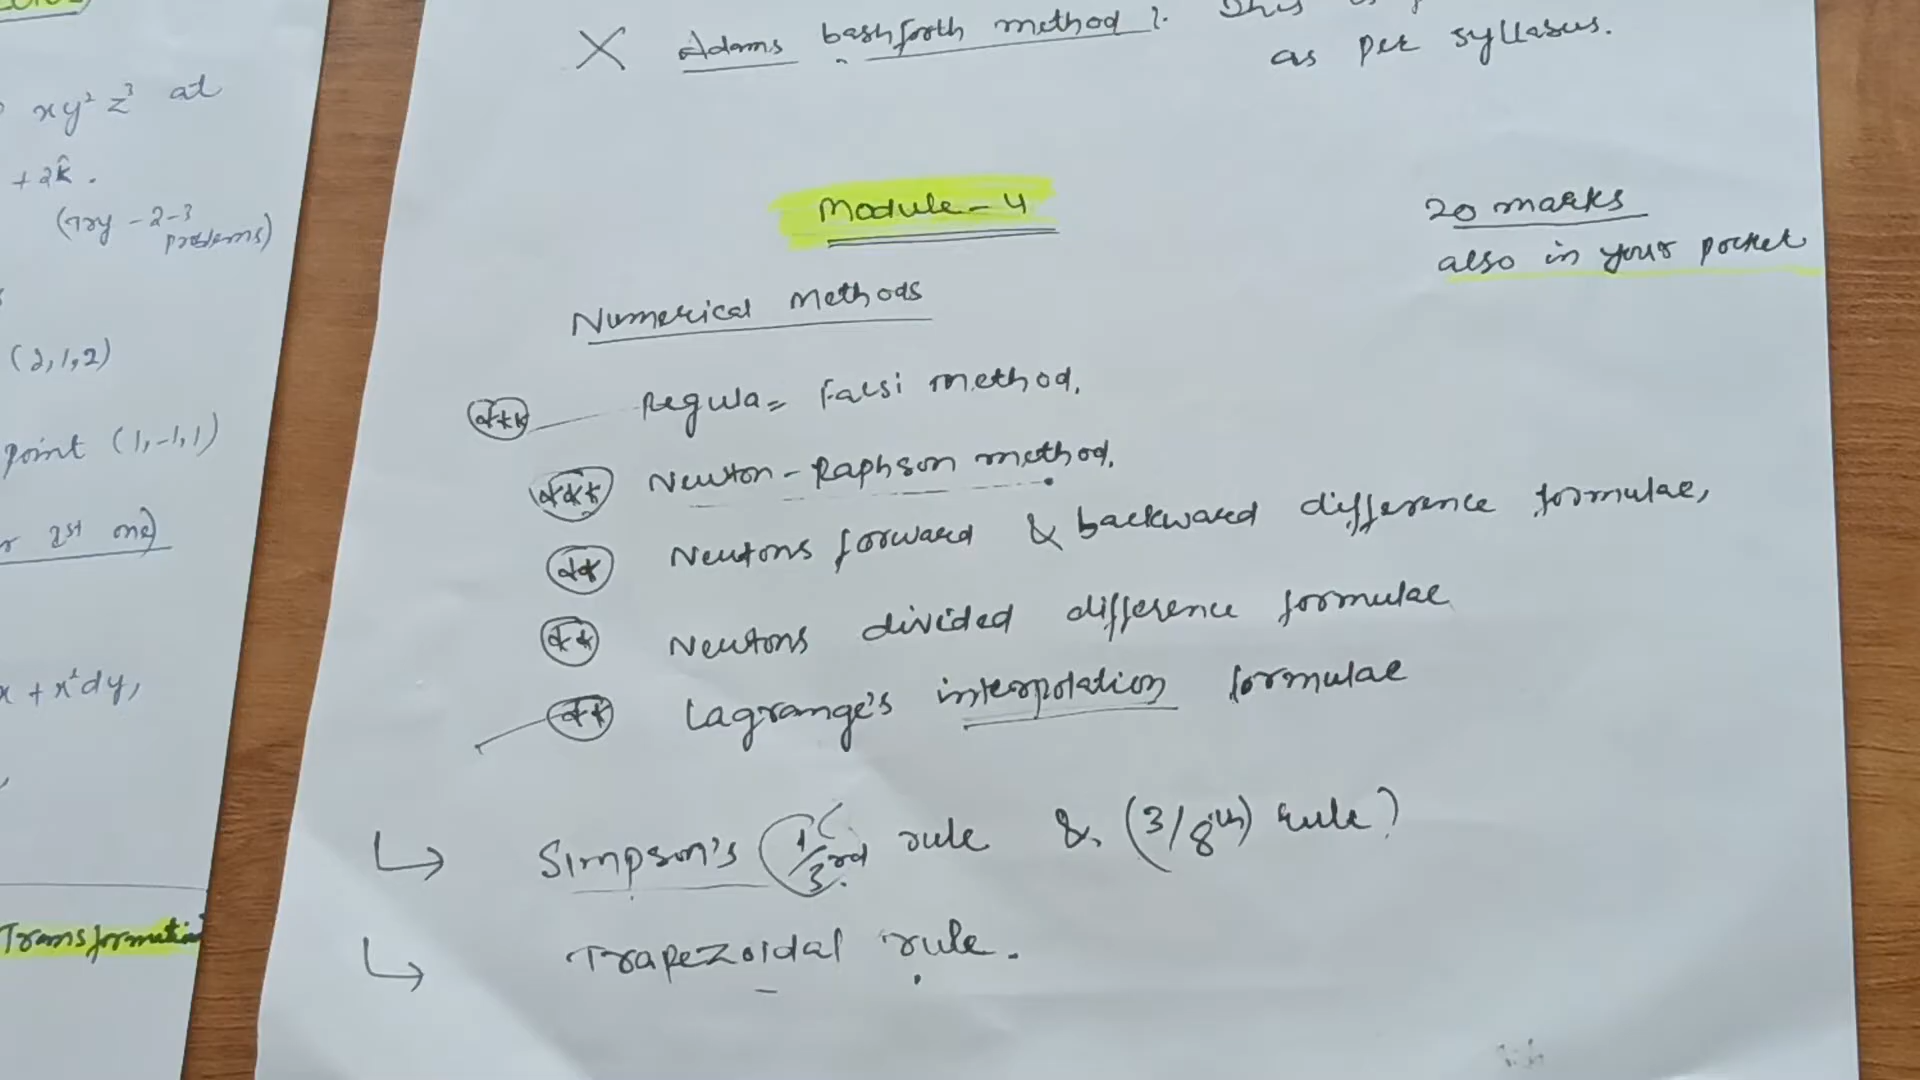 xy² z³ at
+ 2k̂ .
(Try - 2-3
problems)
(2,1,2)
point (1,-1,1)
1st one)
x + x²dy,
Transformation
X Adams bashforth method }. This
as per syllabus.
Module - 4
20 marks
also in your pocket
Numerical Methods
*** Regula = Falsi method,
*** Newton - Raphson method,
** Newtons forward & backward difference formulae,
** Newtons divided difference formulae
** Lagrange's interpolation formulae
↳ Simpson's (1/3rd rule & (3/8th) rule}
↳ Trapezoidal rule.